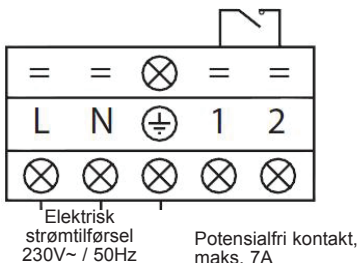 L N 1 2
Elektrisk
strømtilførsel
230V~ / 50Hz
Potensialfri kontakt,
maks. 7A